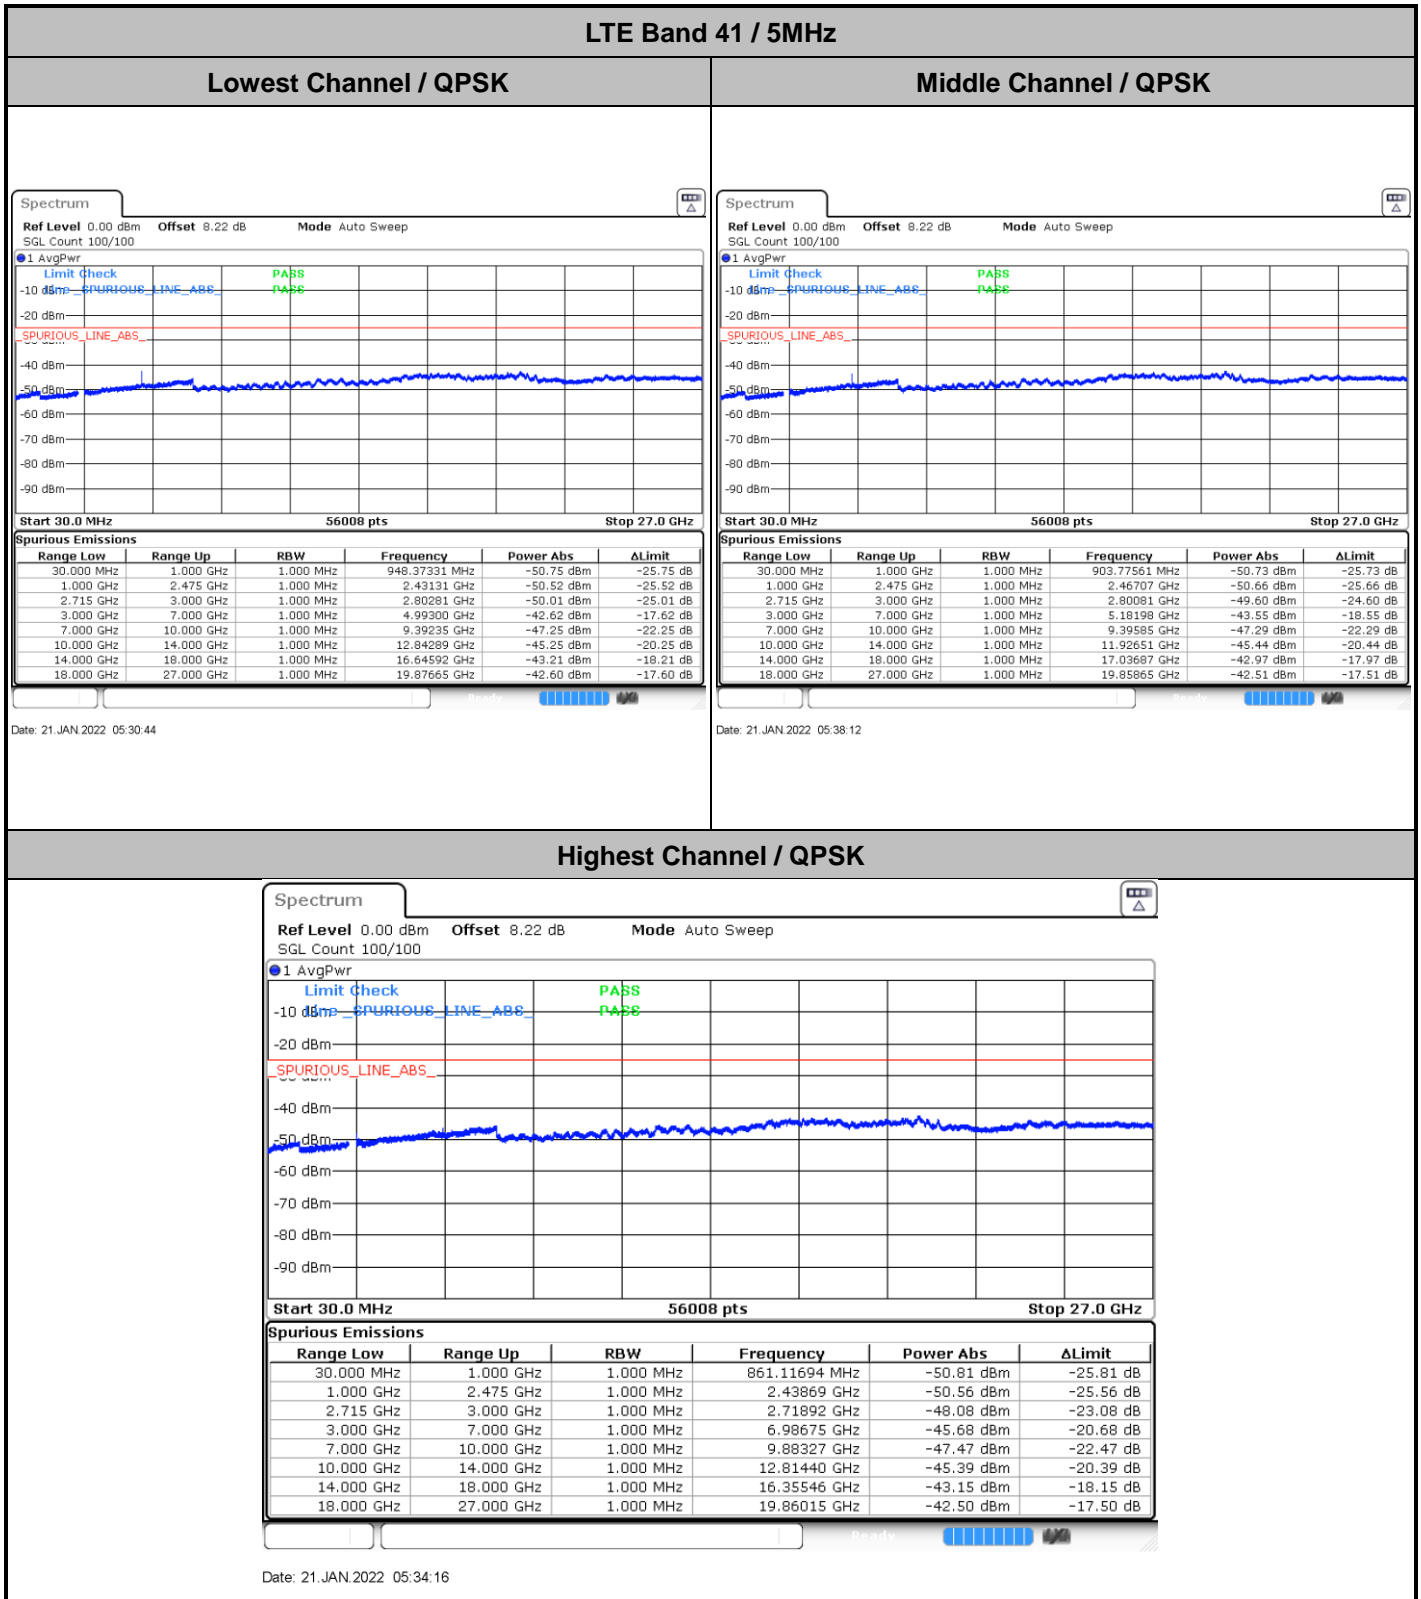 LTE Band 41 / 5MHz
Lowest Channel / QPSK
Spectrum
Ref Level 0.00 dBm Offset 8.22 dB Mode Auto Sweep
SGL Count 100/100
1 AvgPwr
Limit Check PASS
Line _SPURIOUS_LINE_ABS_ PASS
-10 dBm
-20 dBm
_SPURIOUS_LINE_ABS_
-40 dBm
-50 dBm
-60 dBm
-70 dBm
-80 dBm
-90 dBm
Start 30.0 MHz 56008 pts Stop 27.0 GHz
Spurious Emissions
Range Low Range Up RBW Frequency Power Abs ΔLimit
30.000 MHz 1.000 GHz 1.000 MHz 948.37331 MHz -50.75 dBm -25.75 dB
1.000 GHz 2.475 GHz 1.000 MHz 2.43131 GHz -50.52 dBm -25.52 dB
2.715 GHz 3.000 GHz 1.000 MHz 2.80281 GHz -50.01 dBm -25.01 dB
3.000 GHz 7.000 GHz 1.000 MHz 4.99300 GHz -42.62 dBm -17.62 dB
7.000 GHz 10.000 GHz 1.000 MHz 9.39235 GHz -47.25 dBm -22.25 dB
10.000 GHz 14.000 GHz 1.000 MHz 12.84289 GHz -45.25 dBm -20.25 dB
14.000 GHz 18.000 GHz 1.000 MHz 16.64592 GHz -43.21 dBm -18.21 dB
18.000 GHz 27.000 GHz 1.000 MHz 19.87665 GHz -42.60 dBm -17.60 dB
Ready
Date: 21.JAN.2022 05:30:44
Middle Channel / QPSK
Spectrum
Ref Level 0.00 dBm Offset 8.22 dB Mode Auto Sweep
SGL Count 100/100
1 AvgPwr
Limit Check PASS
Line _SPURIOUS_LINE_ABS_ PASS
-10 dBm
-20 dBm
_SPURIOUS_LINE_ABS_
-40 dBm
-50 dBm
-60 dBm
-70 dBm
-80 dBm
-90 dBm
Start 30.0 MHz 56008 pts Stop 27.0 GHz
Spurious Emissions
Range Low Range Up RBW Frequency Power Abs ΔLimit
30.000 MHz 1.000 GHz 1.000 MHz 903.77561 MHz -50.73 dBm -25.73 dB
1.000 GHz 2.475 GHz 1.000 MHz 2.46707 GHz -50.66 dBm -25.66 dB
2.715 GHz 3.000 GHz 1.000 MHz 2.80081 GHz -49.60 dBm -24.60 dB
3.000 GHz 7.000 GHz 1.000 MHz 5.18198 GHz -43.55 dBm -18.55 dB
7.000 GHz 10.000 GHz 1.000 MHz 9.39585 GHz -47.29 dBm -22.29 dB
10.000 GHz 14.000 GHz 1.000 MHz 11.92651 GHz -45.44 dBm -20.44 dB
14.000 GHz 18.000 GHz 1.000 MHz 17.03687 GHz -42.97 dBm -17.97 dB
18.000 GHz 27.000 GHz 1.000 MHz 19.85865 GHz -42.51 dBm -17.51 dB
Ready
Date: 21.JAN.2022 05:38:12
Highest Channel / QPSK
Spectrum
Ref Level 0.00 dBm Offset 8.22 dB Mode Auto Sweep
SGL Count 100/100
1 AvgPwr
Limit Check PASS
Line _SPURIOUS_LINE_ABS_ PASS
-10 dBm
-20 dBm
_SPURIOUS_LINE_ABS_
-40 dBm
-50 dBm
-60 dBm
-70 dBm
-80 dBm
-90 dBm
Start 30.0 MHz 56008 pts Stop 27.0 GHz
Spurious Emissions
Range Low Range Up RBW Frequency Power Abs ΔLimit
30.000 MHz 1.000 GHz 1.000 MHz 861.11694 MHz -50.81 dBm -25.81 dB
1.000 GHz 2.475 GHz 1.000 MHz 2.43869 GHz -50.56 dBm -25.56 dB
2.715 GHz 3.000 GHz 1.000 MHz 2.71892 GHz -48.08 dBm -23.08 dB
3.000 GHz 7.000 GHz 1.000 MHz 6.98675 GHz -45.68 dBm -20.68 dB
7.000 GHz 10.000 GHz 1.000 MHz 9.88327 GHz -47.47 dBm -22.47 dB
10.000 GHz 14.000 GHz 1.000 MHz 12.81440 GHz -45.39 dBm -20.39 dB
14.000 GHz 18.000 GHz 1.000 MHz 16.35546 GHz -43.15 dBm -18.15 dB
18.000 GHz 27.000 GHz 1.000 MHz 19.86015 GHz -42.50 dBm -17.50 dB
Ready
Date: 21.JAN.2022 05:34:16